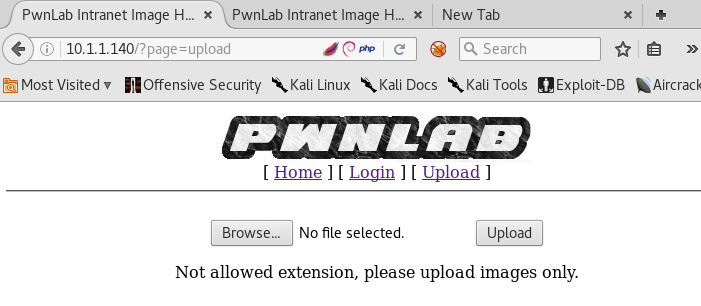 PwnLab Intranet Image H... × PwnLab Intranet Image H... × New Tab ×
10.1.1.140/?page=upload php Search
Most Visited Offensive Security Kali Linux Kali Docs Kali Tools Exploit-DB Aircrack
PWNLAB
[ Home ] [ Login ] [ Upload ]
Browse... No file selected. Upload
Not allowed extension, please upload images only.